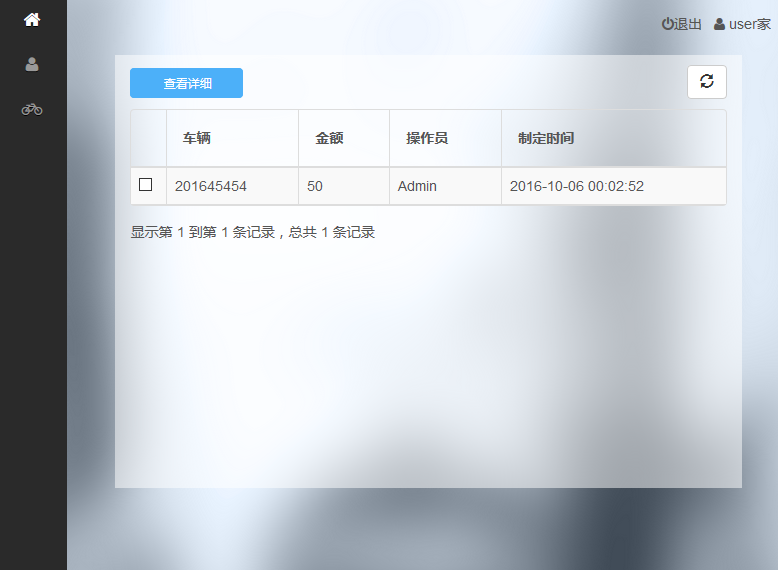 退出 user家
查看详细
车辆 金额 操作员 制定时间
201645454 50 Admin 2016-10-06 00:02:52
显示第 1 到第 1 条记录，总共 1 条记录